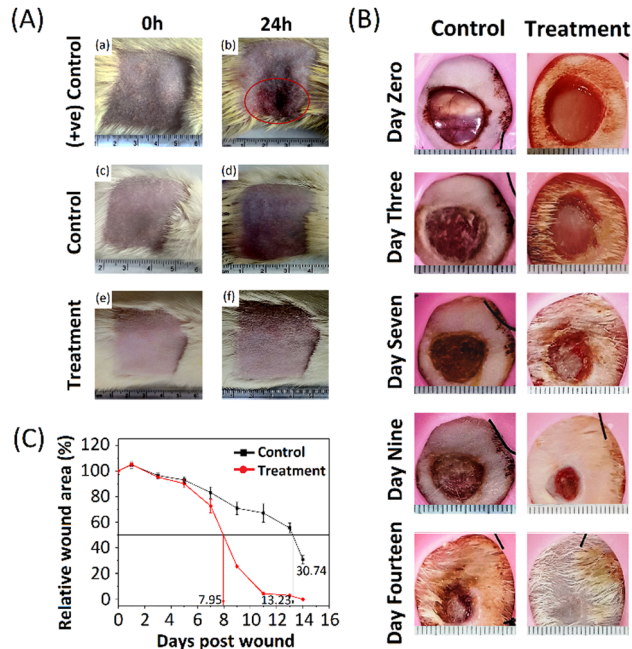 (A)
0h
24h
(+ve) Control
(a)
(b)
Control
(c)
(d)
Treatment
(e)
(f)
(B)
Control
Treatment
Day Zero
Day Three
Day Seven
Day Nine
Day Fourteen
(C)
Relative wound area (%)
120
100
80
60
40
20
0
Control
Treatment
30.74
7.95
13.23
0 2 4 6 8 10 12 14 16
Days post wound